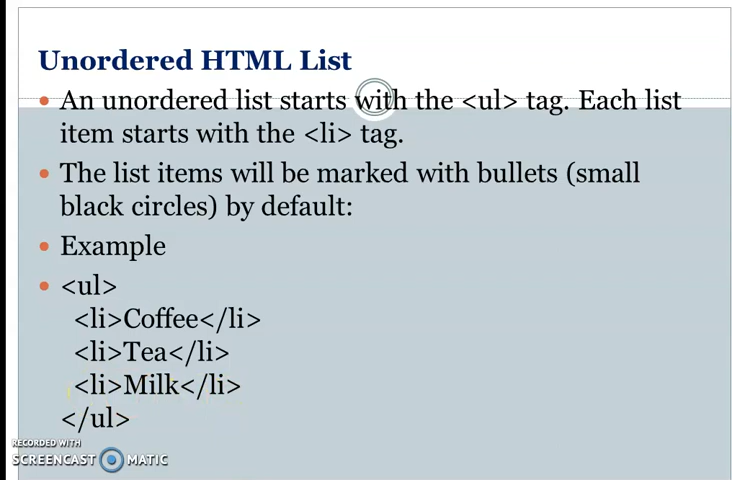 Unordered HTML List
• An unordered list starts with the <ul> tag. Each list
item starts with the <li> tag.
• The list items will be marked with bullets (small
black circles) by default:
• Example
• <ul>
<li>Coffee</li>
<li>Tea</li>
<li>Milk</li>
</ul>
RECORDED WITH
SCREENCAST MATIC